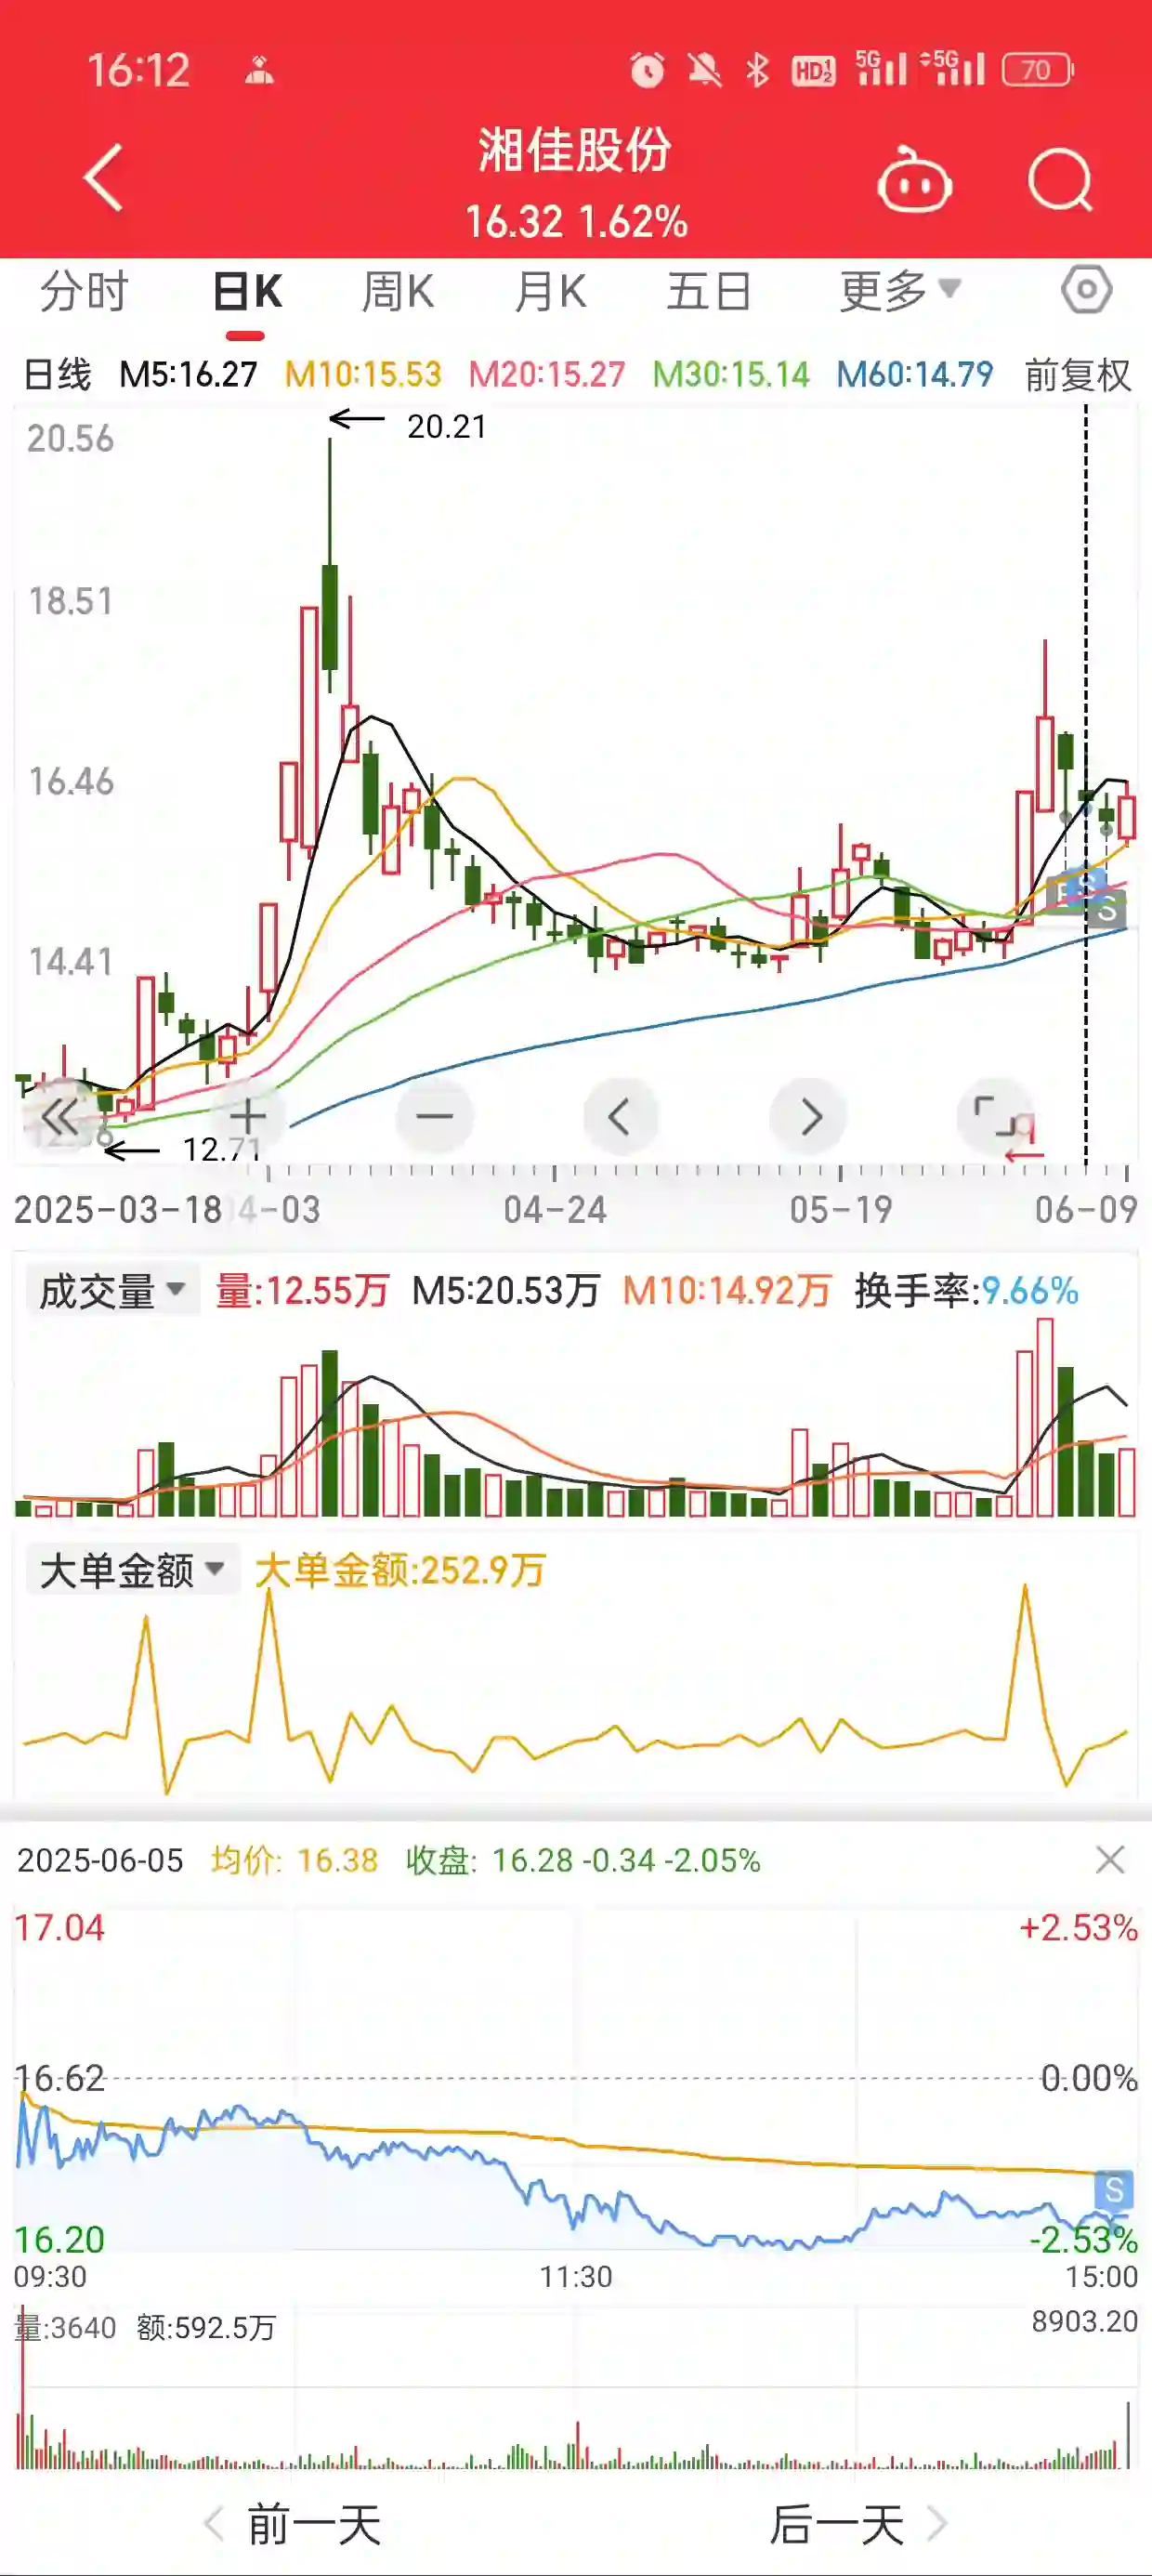 16:12 HD 1 2 5G 5G 70
湘佳股份
16.32 1.62%
分时 日K 周K 月K 五日 更多
日线 M5:16.27 M10:15.53 M20:15.27 M30:15.14 M60:14.79 前复权
20.21
20.56
18.51
16.46
S
S
14.41
12.71
2025-03-18 04-24 05-19 06-09
成交量 量:12.55万 M5:20.53万 M10:14.92万 换手率:9.66%
大单金额 大单金额:252.9万
2025-06-05 均价: 16.38 收盘: 16.28 -0.34 -2.05%
17.04 +2.53%
16.62 0.00%
S
16.20 -2.53%
09:30 11:30 15:00
量:3640 额:592.5万 8903.20
前一天 后一天